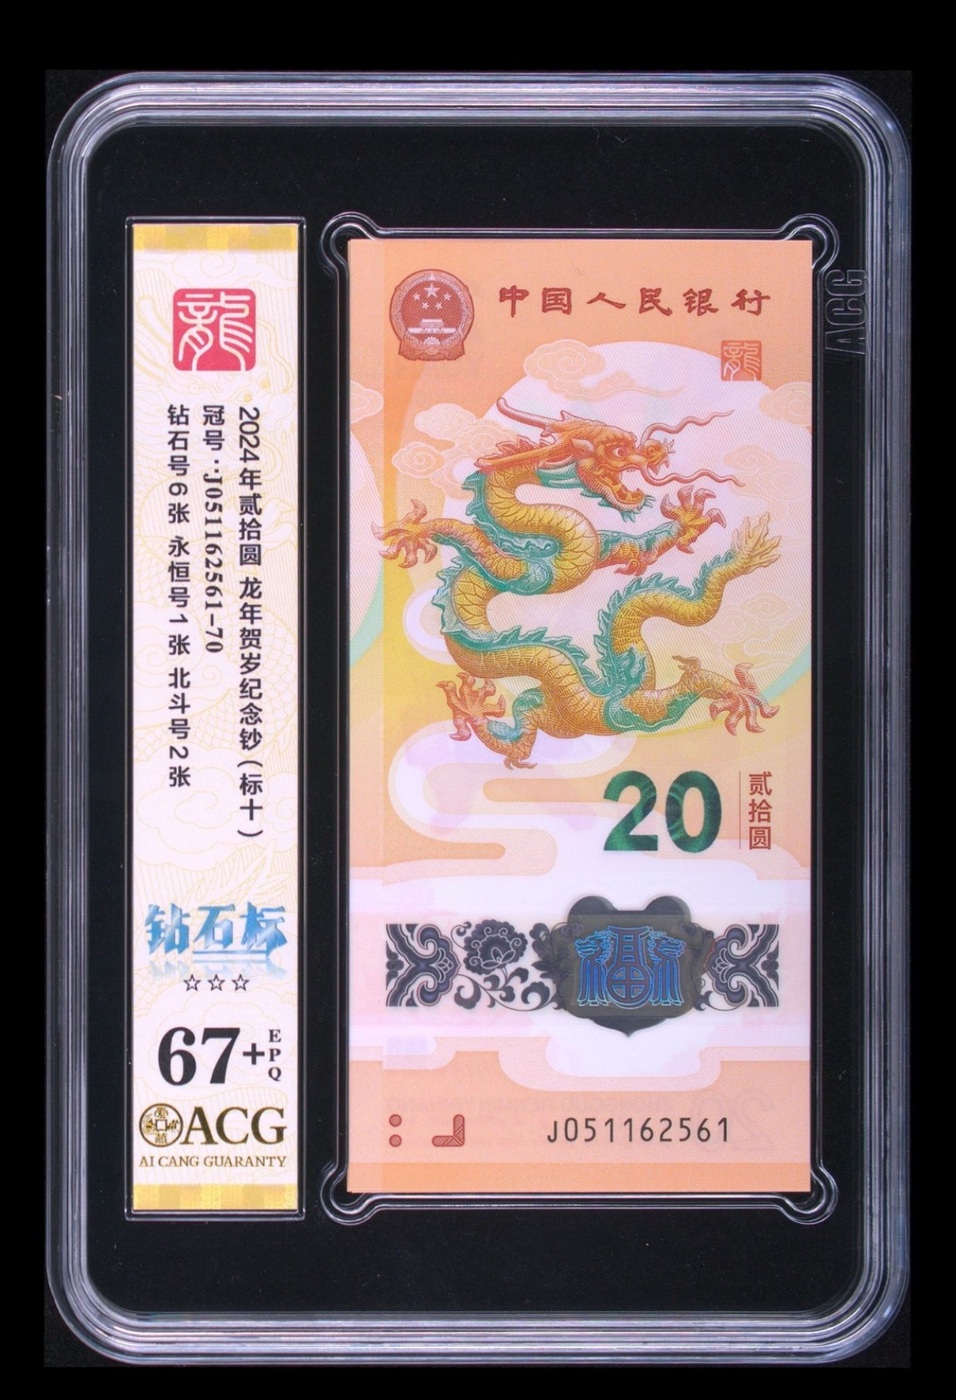 龍
2024年贰拾圆 龙年贺岁纪念钞(标十)
冠号:J051162561-70
钻石号6张 永恒号1张 北斗号2张
钻石标
☆☆☆
67+EPQ
ACG
AI CANG GUARANTY
中国人民银行
龍
20
贰拾圆
福
J051162561
ACG